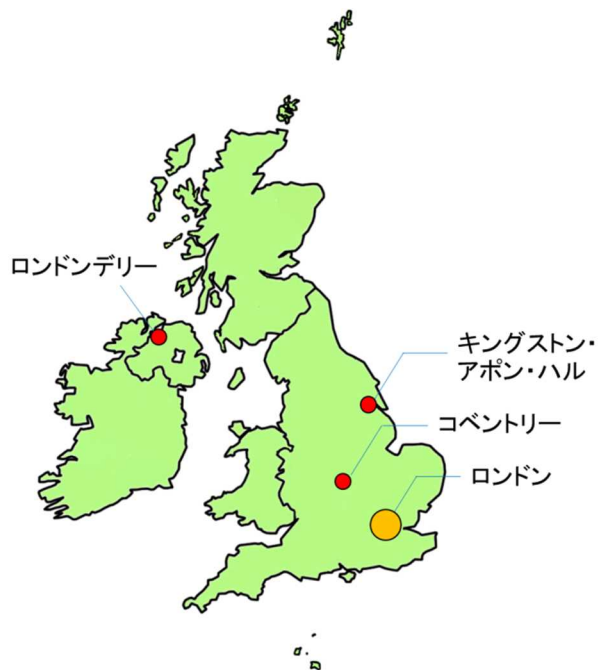 ロンドンデリー
キングストン・
アポン・ハル
コベントリー
ロンドン